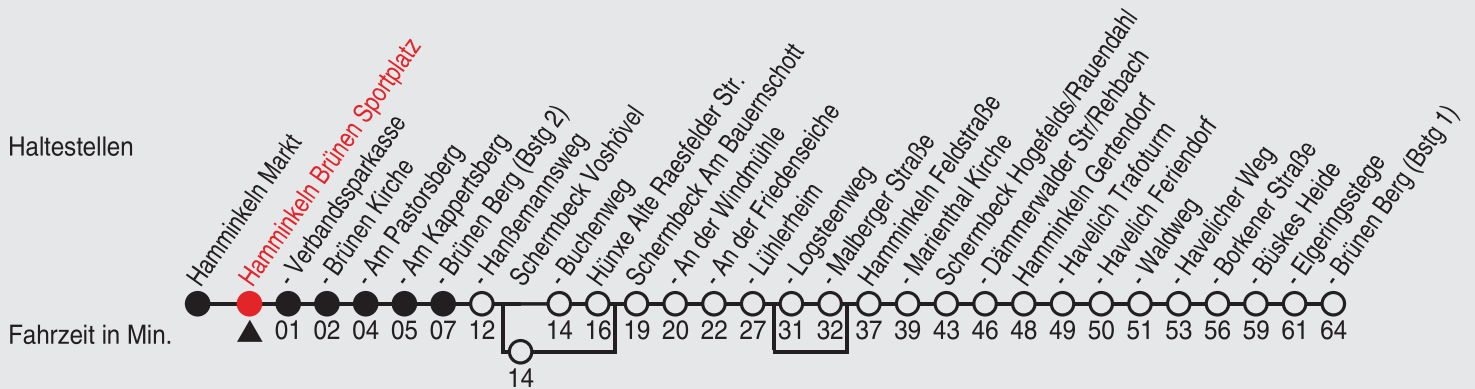 Haltestellen
Hamminkeln Markt
Hamminkeln Brünen Sportplatz
- Verbandssparkasse
- Brünen Kirche
- Am Pastorsberg
- Am Kappertsberg
- Brünen Berg (Bstg 2)
- Hanßemannsweg
Schermbeck Voshövel
- Buchenweg
Hünxe Alte Raesfelder Str.
Schermbeck Am Bauernschott
- An der Windmühle
- An der Friedenseiche
- Lühlerheim
- Logsteenweg
- Malberger Straße
Hamminkeln Feldstraße
- Marienthal Kirche
Schermbeck Hogefelds/Rauendahl
- Dämmerwalder Str/Rehbach
Hamminkeln Gertendorf
- Havelich Trafoturm
- Havelich Feriendorf
- Waldweg
- Havelicher Weg
- Borkener Straße
- Büskes Heide
- Elgeringsstege
- Brünen Berg (Bstg 1)
Fahrzeit in Min.
01 02 04 05 07 12 14 16 19 20 22 27 31 32 37 39 43 46 48 49 50 51 53 56 59 61 64
14